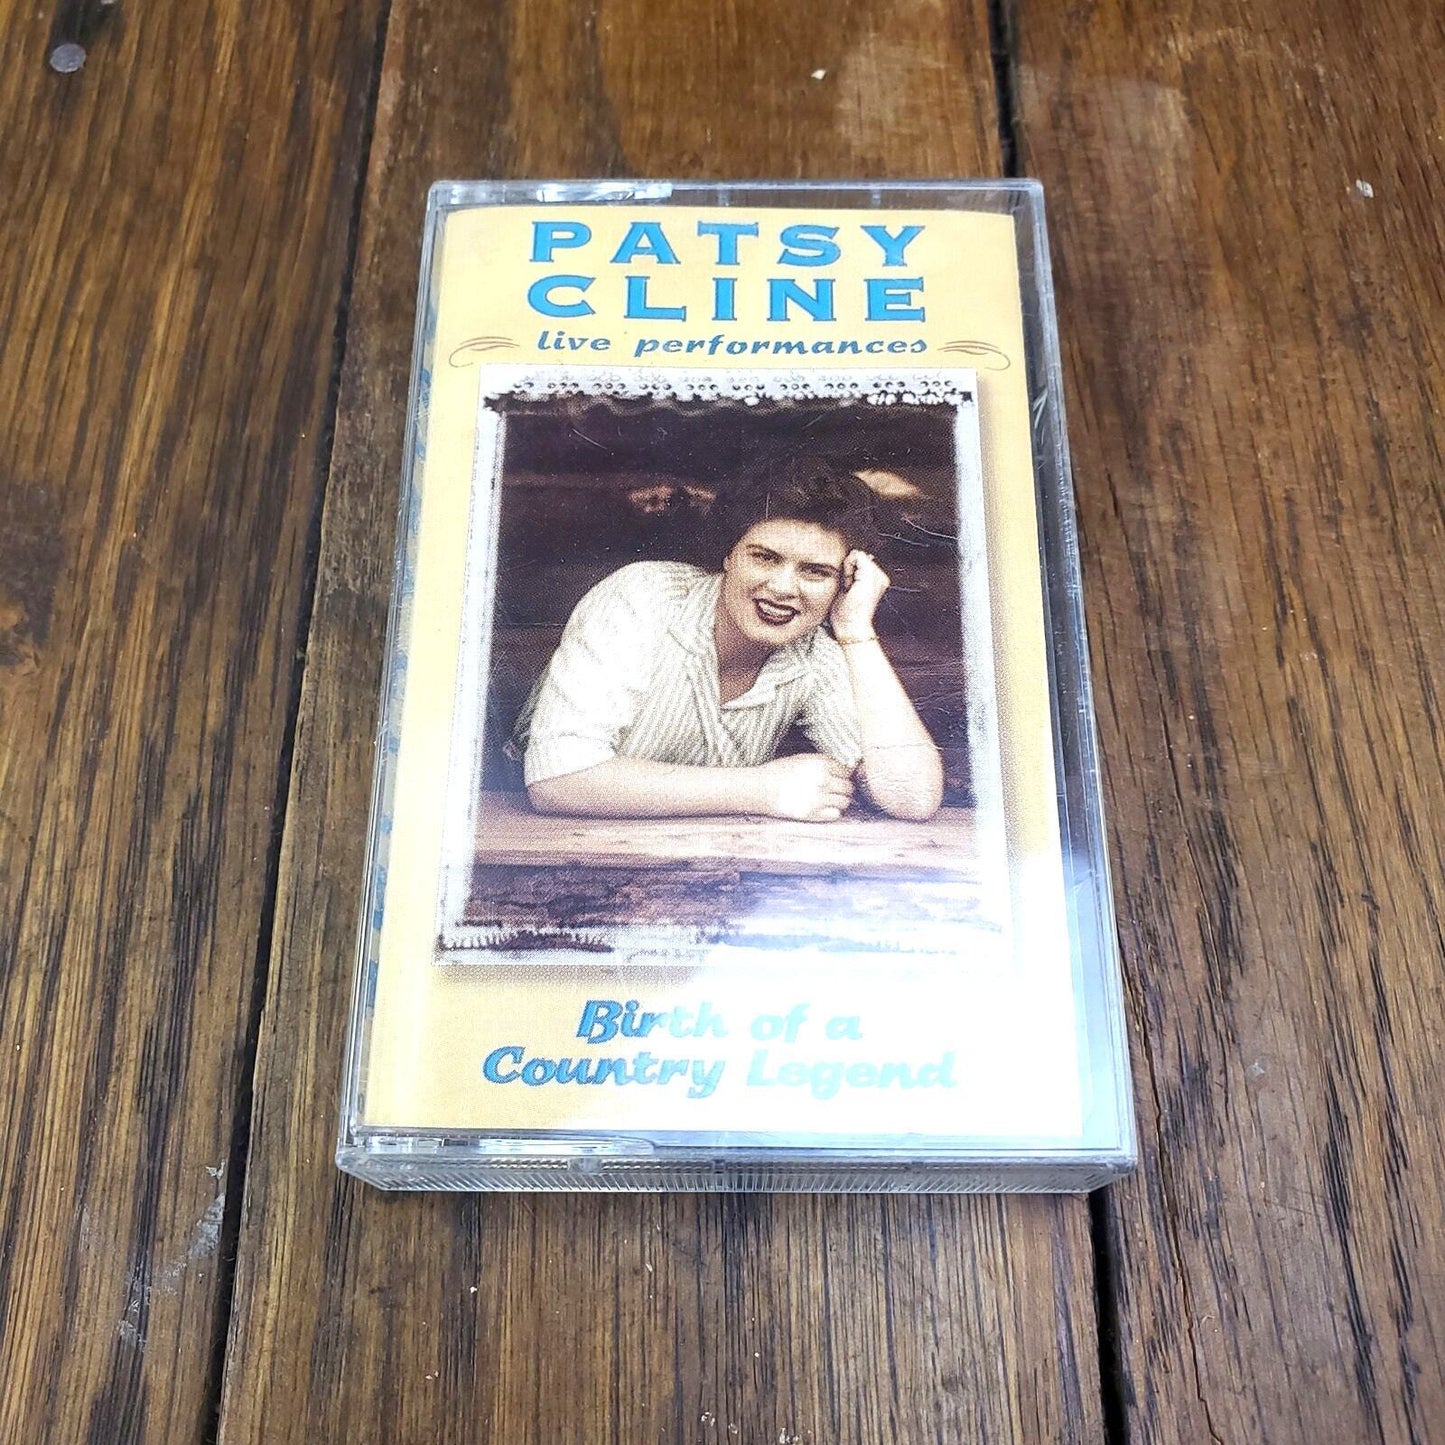 PATSY
CLINE
live performances
Birth of a
Country Legend